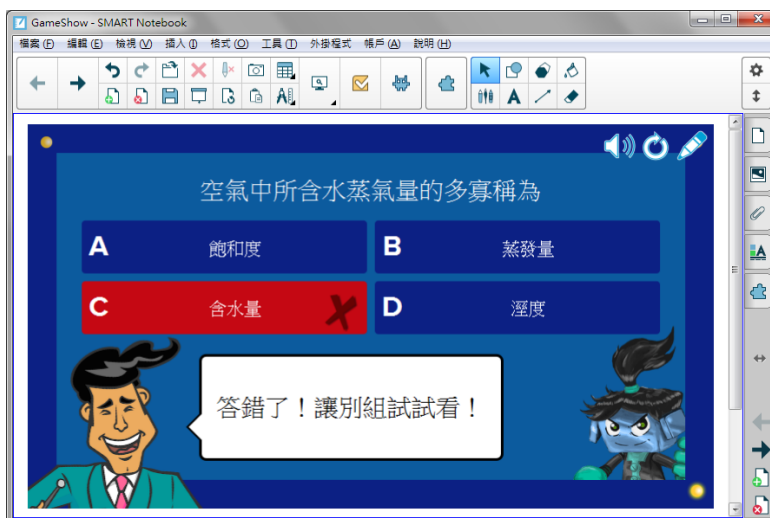 GameShow - SMART Notebook
檔案 (F) 編輯 (E) 檢視 (V) 插入 (I) 格式 (O) 工具 (T) 外掛程式 帳戶 (A) 說明 (H)
空氣中所含水蒸氣量的多寡稱為
A 飽和度
B 蒸發量
C 含水量
D 溼度
答錯了！讓別組試試看！